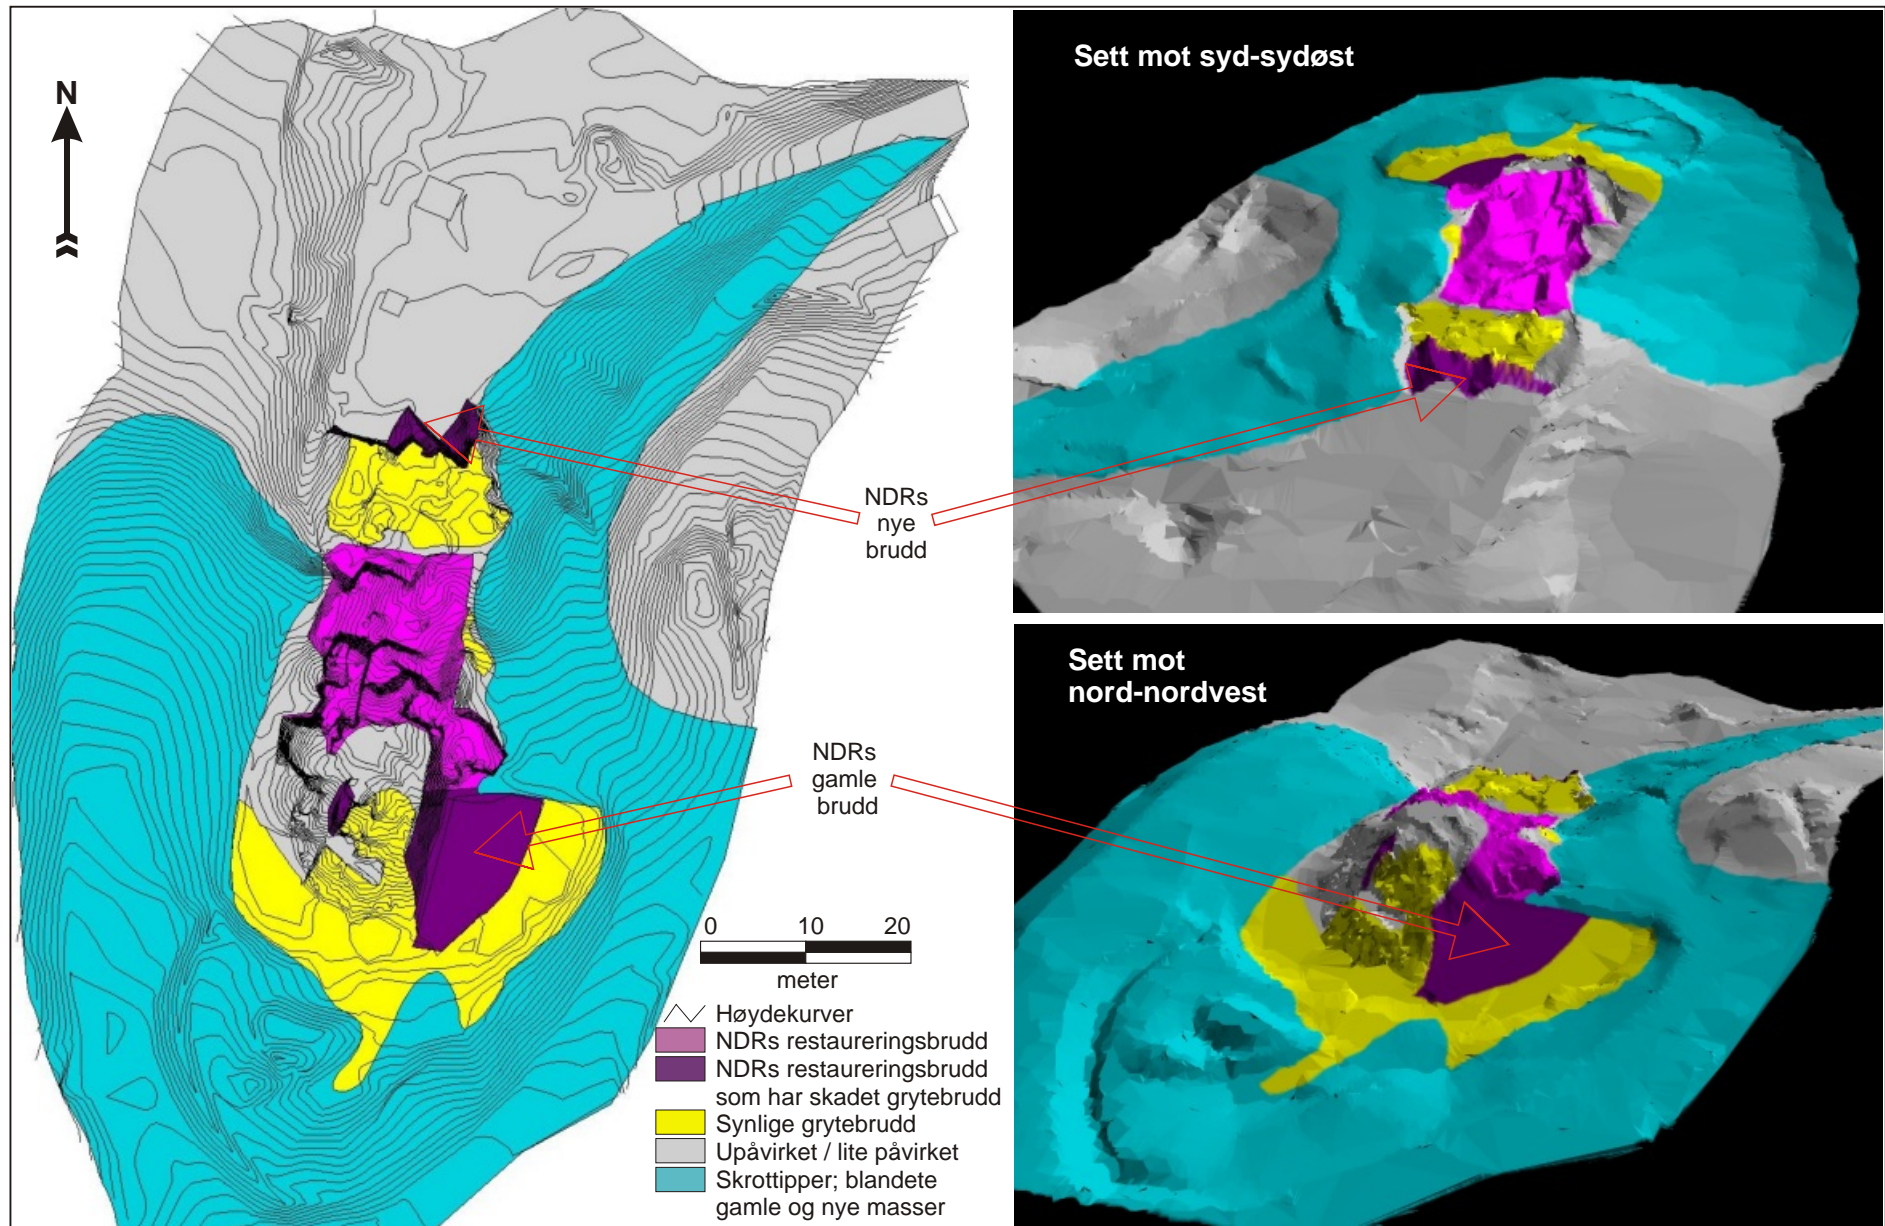 N
Sett mot syd-sydøst
NDRs
nye
brudd
Sett mot
nord-nordvest
NDRs
gamle
brudd
0 10 20
meter
Høydekurver
NDRs restaureringsbrudd
NDRs restaureringsbrudd
som har skadet grytebrudd
Synlige grytebrudd
Upåvirket / lite påvirket
Skrottipper; blandete
gamle og nye masser